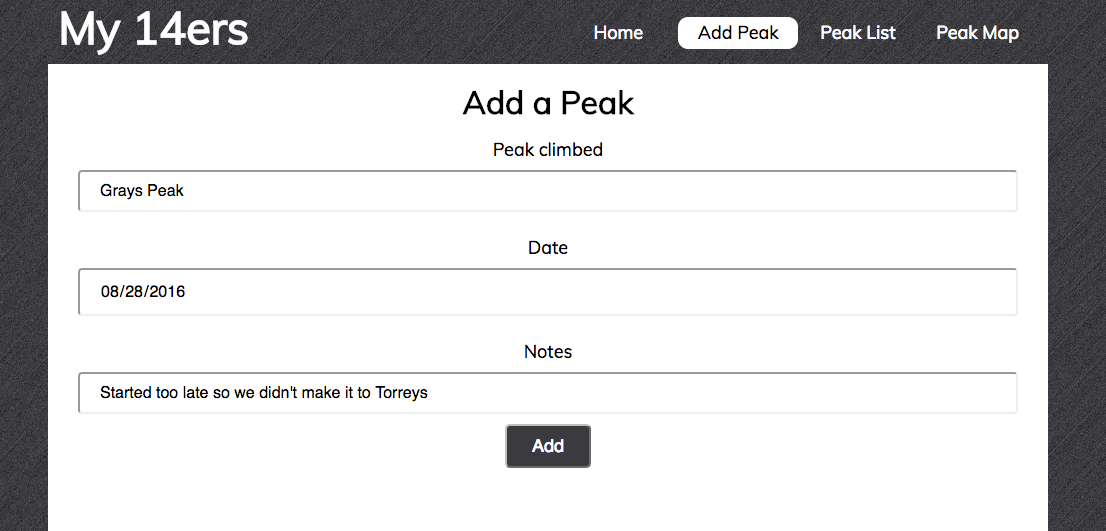 My 14ers
Home Add Peak Peak List Peak Map
Add a Peak
Peak climbed
Grays Peak
Date
08/28/2016
Notes
Started too late so we didn't make it to Torreys
Add